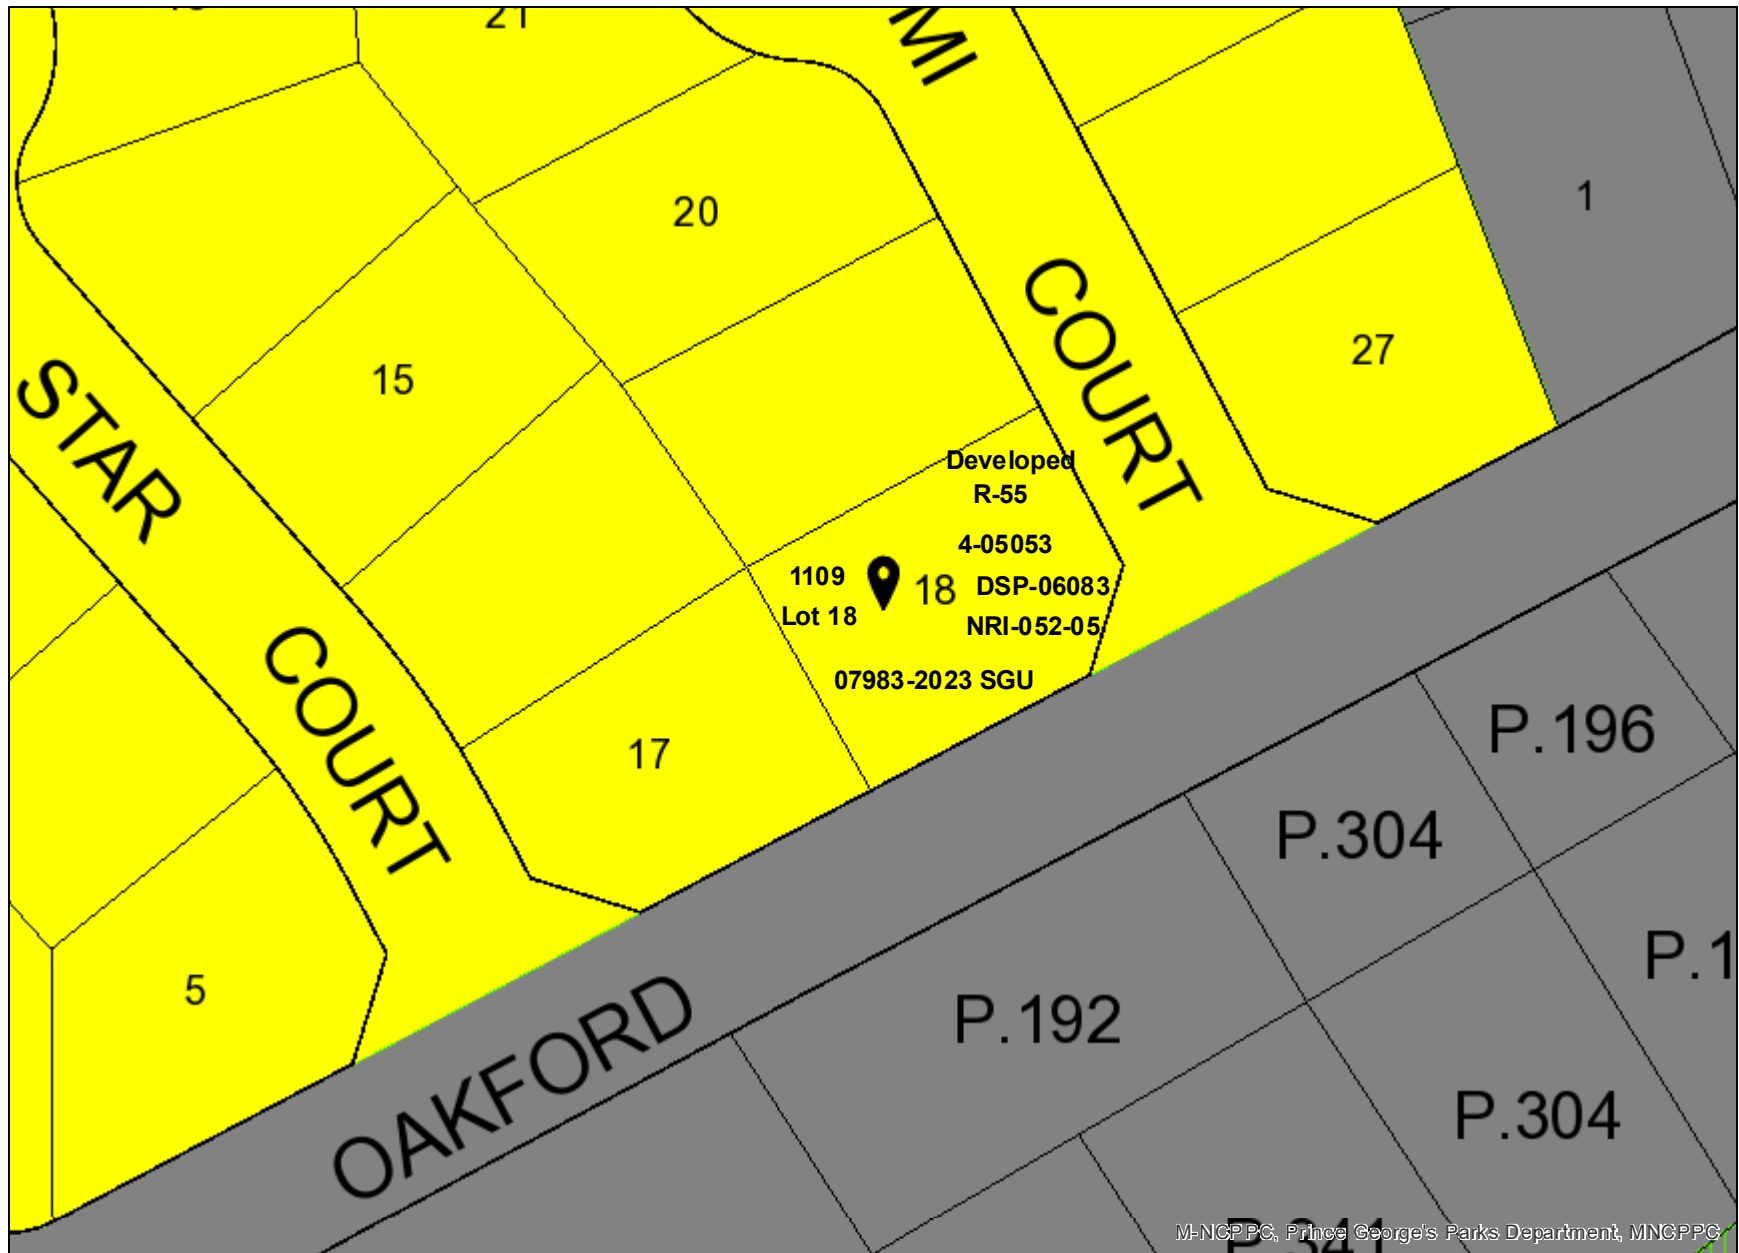 21
MI
20
1
COURT
27
15
STAR
Developed
R-55
4-05053
1109
18
DSP-06083
Lot 18
NRI-052-05
07983-2023 SGU
COURT
17
P.196
P.304
P.1
5
P.192
OAKFORD
P.304
P.341
M-NCPPC, Prince George's Parks Department, MNCPPC